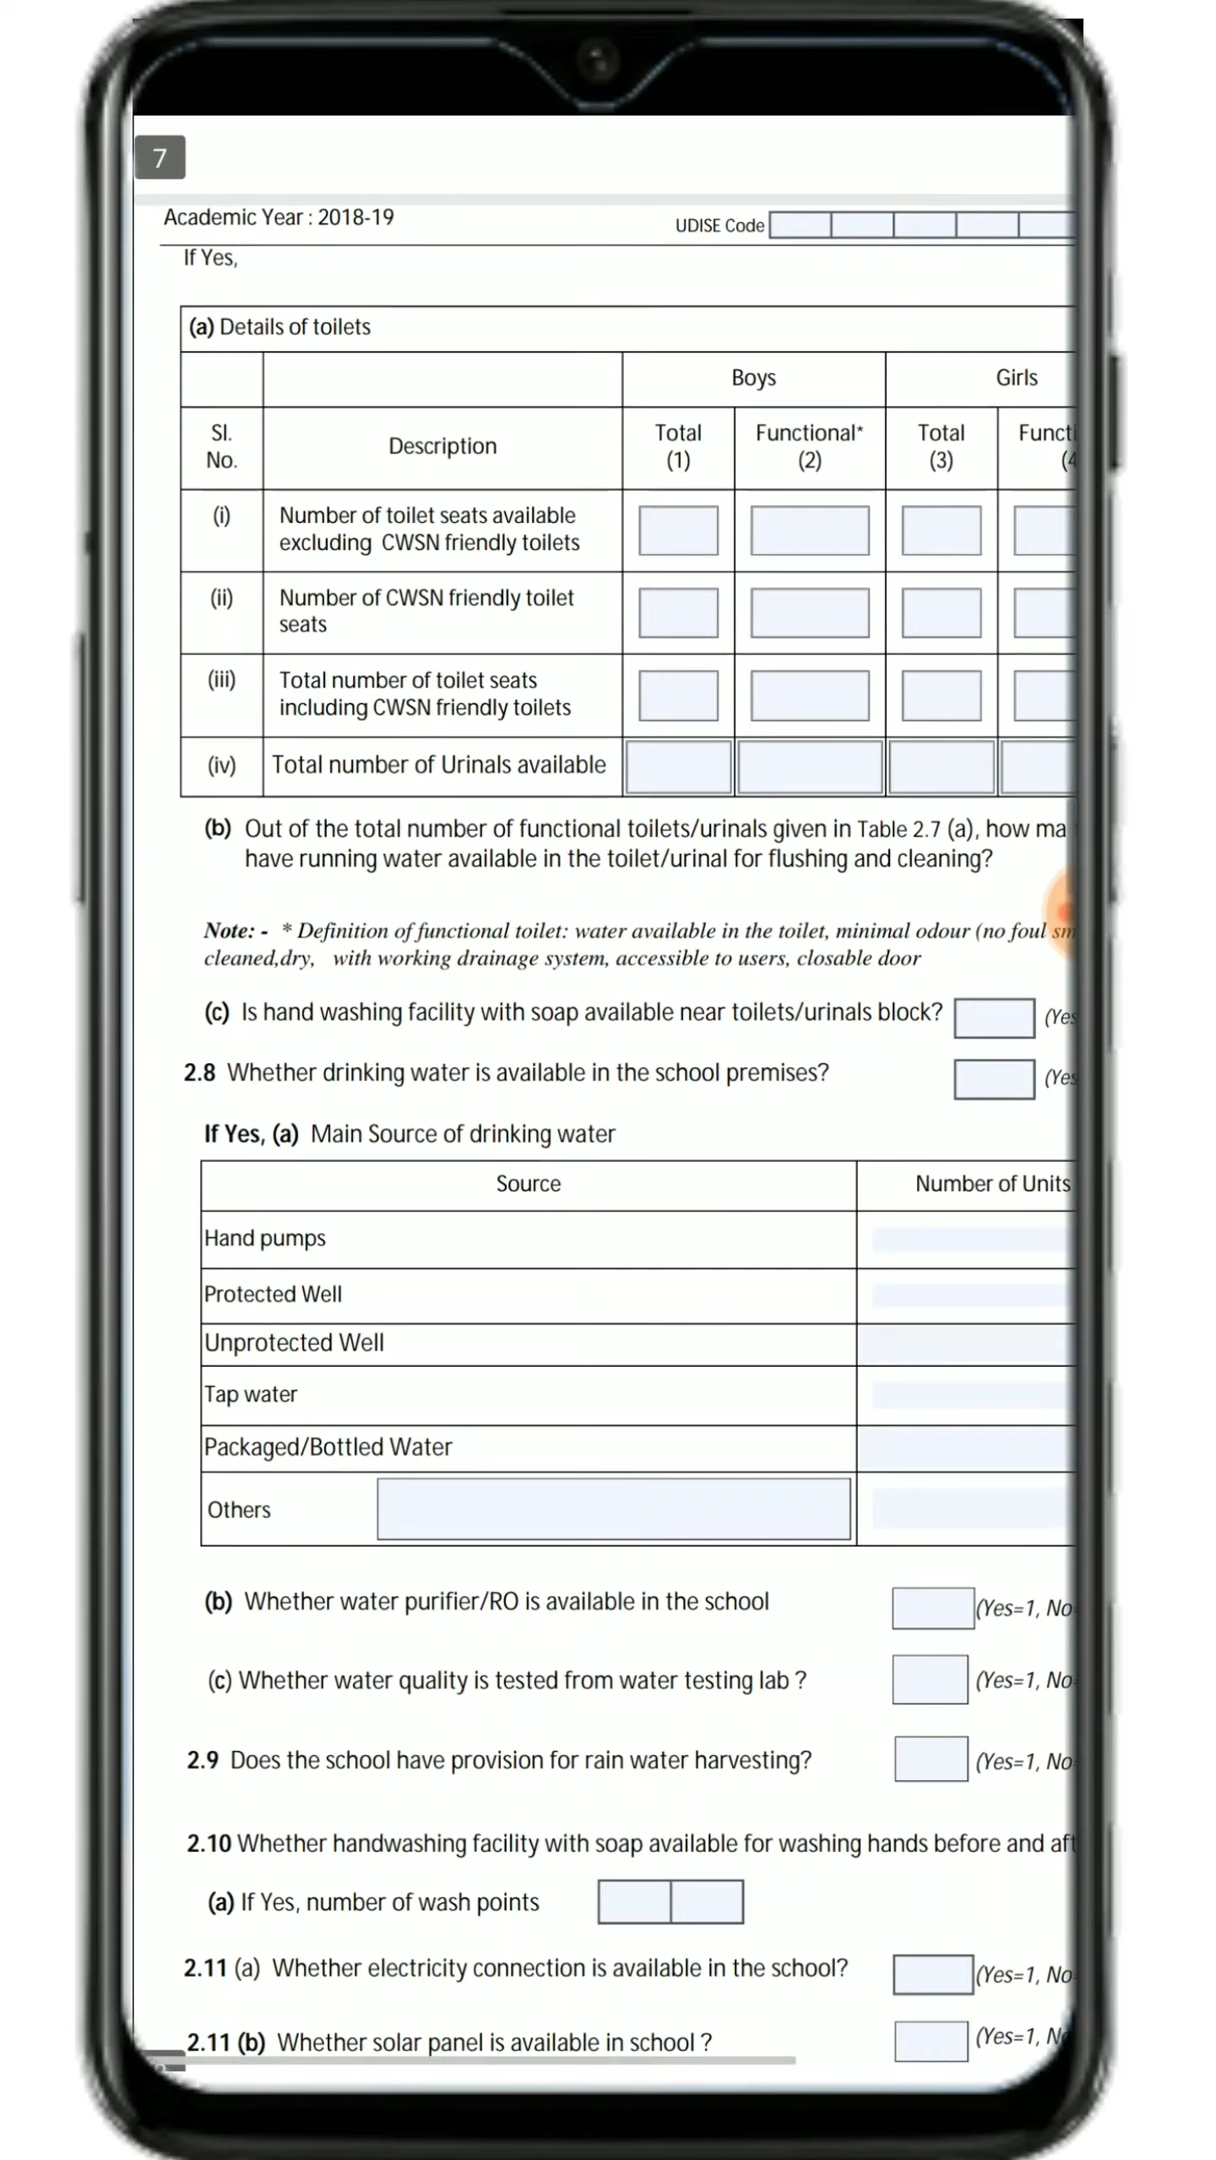 7
Academic Year : 2018-19
UDISE Code
If Yes,
(a) Details of toilets
Boys Girls
Sl. No. Description Total (1) Functional* (2) Total (3)
(i) Number of toilet seats available
excluding CWSN friendly toilets
(ii) Number of CWSN friendly toilet
seats
(iii) Total number of toilet seats
including CWSN friendly toilets
(iv) Total number of Urinals available
(b) Out of the total number of functional toilets/urinals given in Table 2.7 (a), how
have running water available in the toilet/urinal for flushing and cleaning?
Note: - * Definition of functional toilet: water available in the toilet, minimal odour (no foul
cleaned,dry, with working drainage system, accessible to users, closable door
(c) Is hand washing facility with soap available near toilets/urinals block? (Yes
2.8 Whether drinking water is available in the school premises? (Yes
If Yes, (a) Main Source of drinking water
Source Number of Units
Hand pumps
Protected Well
Unprotected Well
Tap water
Packaged/Bottled Water
Others
(b) Whether water purifier/RO is available in the school (Yes=1, No
(c) Whether water quality is tested from water testing lab ? (Yes=1, No
2.9 Does the school have provision for rain water harvesting? (Yes=1, No
2.10 Whether handwashing facility with soap available for washing hands before and
(a) If Yes, number of wash points
2.11 (a) Whether electricity connection is available in the school? (Yes=1, No
2.11 (b) Whether solar panel is available in school ? (Yes=1,